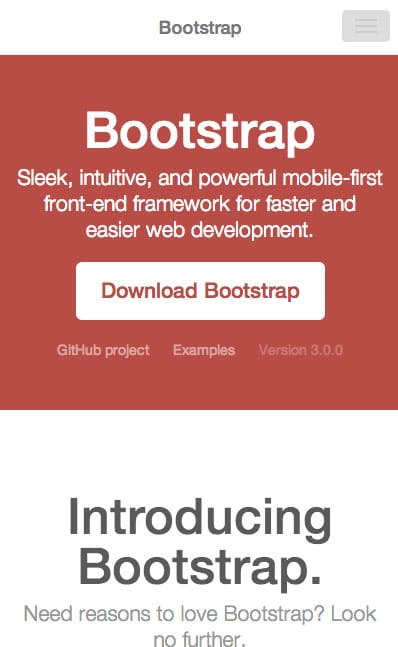 Bootstrap
Bootstrap
Sleek, intuitive, and powerful mobile-first
front-end framework for faster and
easier web development.
Download Bootstrap
GitHub project Examples Version 3.0.0
Introducing
Bootstrap.
Need reasons to love Bootstrap? Look
no further.